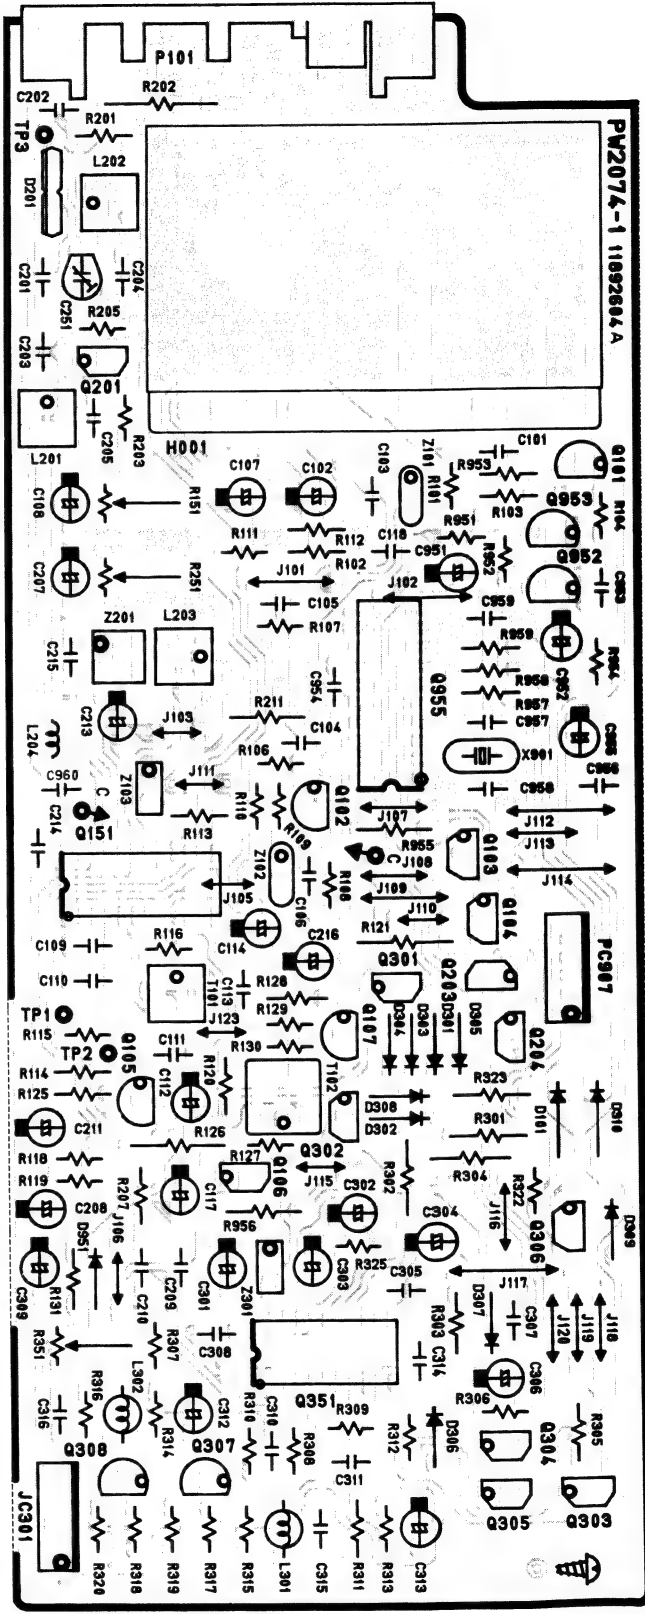 P101
R202
C202
R201
TP3
L202
D201
PW2074-1 11892604A
C201
C204
C251
R205
C203
Q201
L201
C205
R203
H001
C107
C102
C103
Z101
R101
R953
C101
Q101
C108
R151
R103
Q953
R104
R111
R112
R102
C118
C951
R951
R952
Q952
C207
R251
J101
J102
C105
R107
C959
Z201
L203
C215
C954
Q955
R959
R958
R957
C957
C952
R954
C213
J103
R211
C104
R106
L204
C960
C
Z103
J111
X901
C956
C958
C214
Q151
R113
R110
R109
Q102
J107
R955
J112
J113
J108
C
Q103
J114
J105
Z102
C106
R108
J109
J110
Q104
C109
R116
C114
C216
R121
Q301
PC907
C110
T101
C113
R128
Q203
TP1
R115
J123
R129
R130
Q107
D304
D303
D301
D305
Q204
TP2
Q105
C111
R114
R125
C112
R120
T102
D308
D302
R323
D101
D310
C211
R126
R301
R118
R119
R127
Q106
Q302
J115
R302
R304
R322
C208
R207
C117
C302
C304
J116
Q306
D309
D951
J106
R956
R325
C309
R131
C210
C209
C301
Z301
C303
C305
J117
R351
R307
C308
R303
C314
D307
C307
J120
J119
J118
R316
L302
C306
C316
R314
C312
R310
C310
Q351
R309
R308
C311
R312
D306
R306
Q304
R305
Q308
Q307
JC301
Q305
Q303
R320
R318
R319
R317
R315
L301
C315
R311
R313
C313